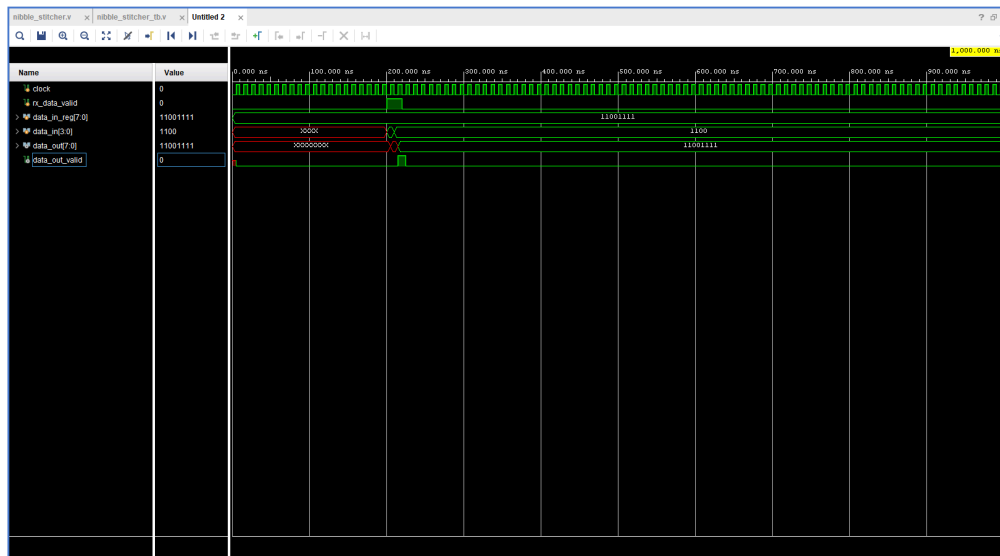 nibble_stitcher.v × nibble_stitcher_tb.v × Untitled 2 × ?
1,000.000 ns
Name Value
0.000 ns 100.000 ns 200.000 ns 300.000 ns 400.000 ns 500.000 ns 600.000 ns 700.000 ns 800.000 ns 900.000 ns
clock 0
rx_data_valid 0
data_in_reg[7:0] 11001111 11001111
data_in[3:0] 1100 XXXX 1100
data_out[7:0] 11001111 XXXXXXXX 11001111
data_out_valid 0